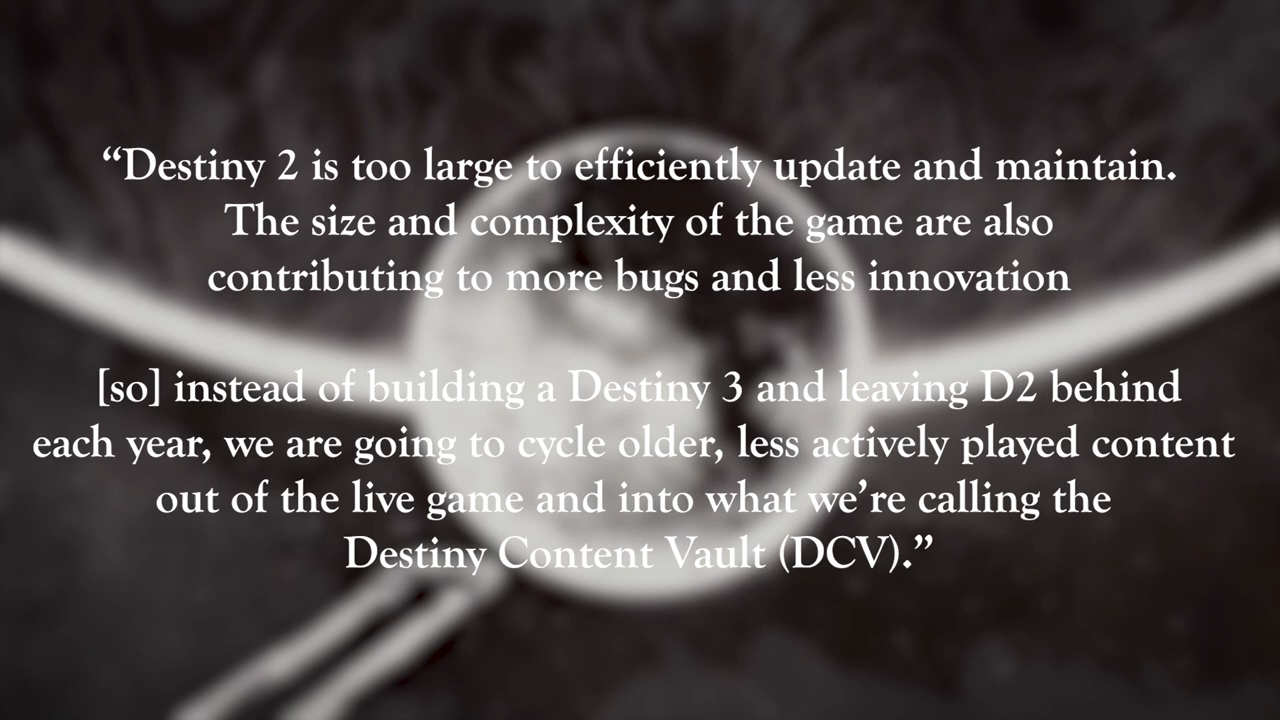 “Destiny 2 is too large to efficiently update and maintain.
The size and complexity of the game are also
contributing to more bugs and less innovation
[so] instead of building a Destiny 3 and leaving D2 behind
each year, we are going to cycle older, less actively played content
out of the live game and into what we’re calling the
Destiny Content Vault (DCV).”